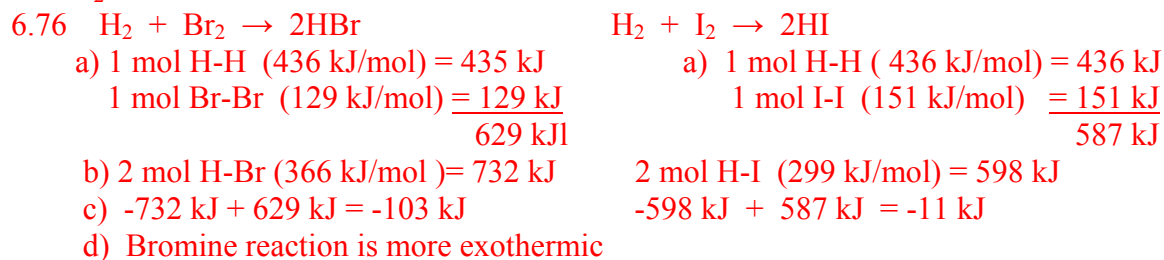 6.76 H₂ + Br₂ → 2HBr H₂ + I₂ → 2HI
a) 1 mol H-H (436 kJ/mol) = 435 kJ a) 1 mol H-H ( 436 kJ/mol) = 436 kJ
1 mol Br-Br (129 kJ/mol) = 129 kJ 1 mol I-I (151 kJ/mol) = 151 kJ
629 kJl 587 kJ
b) 2 mol H-Br (366 kJ/mol )= 732 kJ 2 mol H-I (299 kJ/mol) = 598 kJ
c) -732 kJ + 629 kJ = -103 kJ -598 kJ + 587 kJ = -11 kJ
d) Bromine reaction is more exothermic